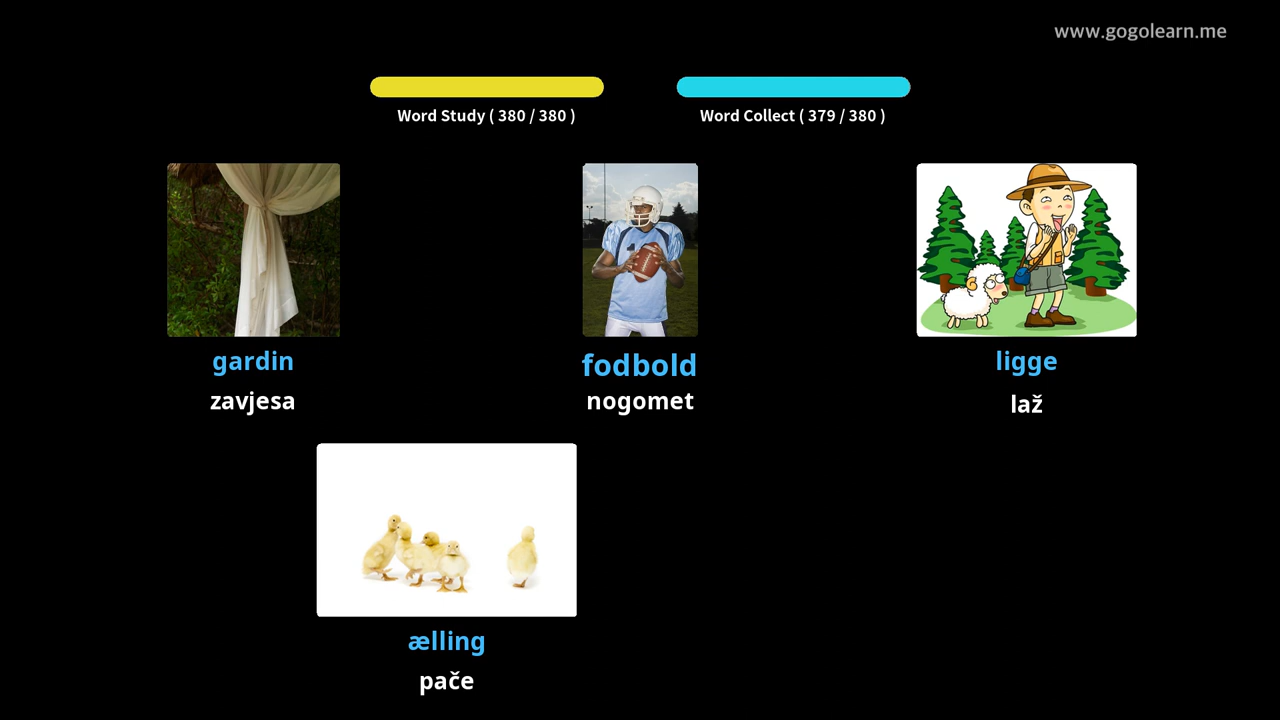 www.gogolearn.me
Word Study ( 380 / 380 )
Word Collect ( 379 / 380 )
gardin
zavjesa
fodbold
nogomet
ligge
laž
ælling
pače